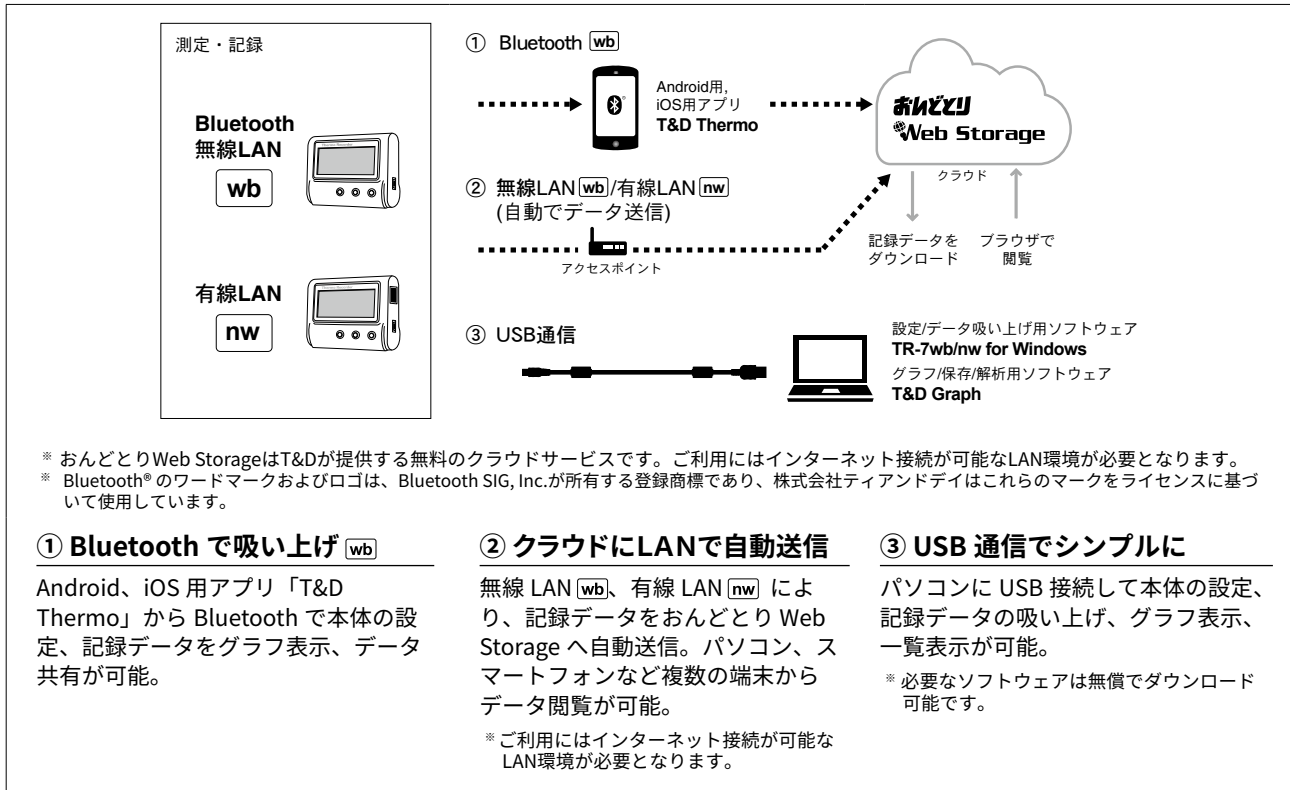 測定・記録
Bluetooth
無線LAN
wb
有線LAN
nw
① Bluetooth wb
Android用,
iOS用アプリ
T&D Thermo
おんどとり
Web Storage
クラウド
② 無線LAN wb/有線LAN nw
(自動でデータ送信)
アクセスポイント
記録データを
ダウンロード
ブラウザで
閲覧
③ USB通信
設定/データ吸い上げ用ソフトウェア
TR-7wb/nw for Windows
グラフ/保存/解析用ソフトウェア
T&D Graph
※ おんどとりWeb StorageはT&Dが提供する無料のクラウドサービスです。ご利用にはインターネット接続が可能なLAN環境が必要となります。
※ Bluetooth® のワードマークおよびロゴは、Bluetooth SIG, Inc.が所有する登録商標であり、株式会社ティアンドデイはこれらのマークをライセンスに基づ
いて使用しています。
① Bluetooth で吸い上げ wb
Android、iOS 用アプリ「T&D
Thermo」から Bluetooth で本体の設
定、記録データをグラフ表示、データ
共有が可能。
② クラウドにLANで自動送信
無線 LAN wb、有線 LAN nw によ
り、記録データをおんどとり Web
Storage へ自動送信。パソコン、ス
マートフォンなど複数の端末から
データ閲覧が可能。
※ご利用にはインターネット接続が可能な
LAN環境が必要となります。
③ USB 通信でシンプルに
パソコンに USB 接続して本体の設定、
記録データの吸い上げ、グラフ表示、
一覧表示が可能。
※ 必要なソフトウェアは無償でダウンロード
可能です。